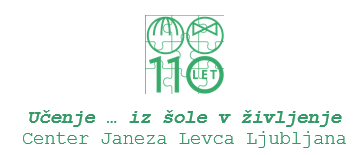 110 LET
Učenje … iz šole v življenje
Center Janeza Levca Ljubljana